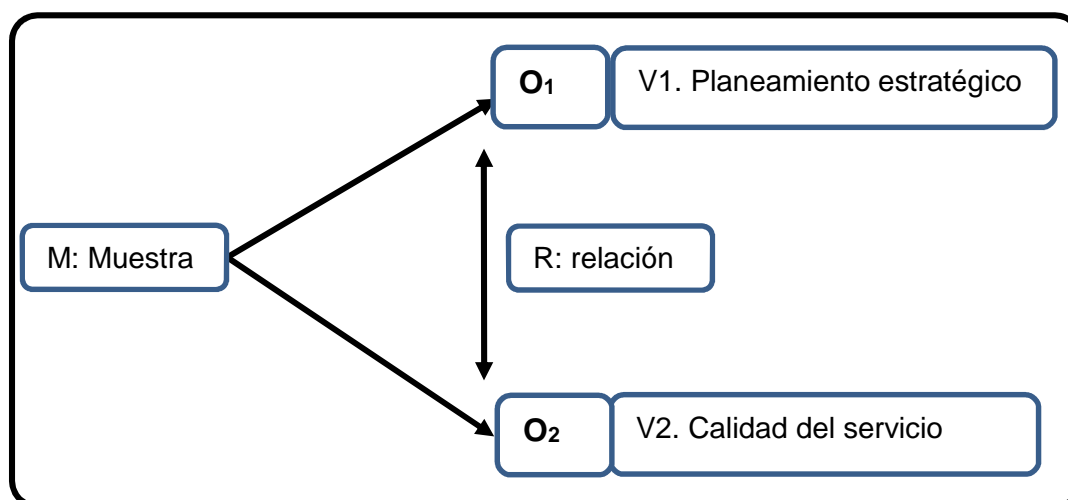 O₁ V1. Planeamiento estratégico
M: Muestra R: relación
O₂ V2. Calidad del servicio